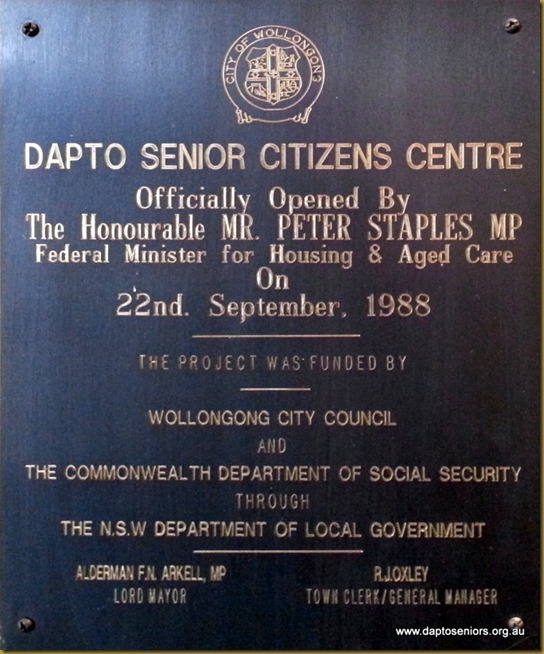 CITY OF WOLLONGONG
DAPTO SENIOR CITIZENS CENTRE
Officially Opened By
The Honourable MR. PETER STAPLES MP
Federal Minister for Housing & Aged Care
On
22nd. September, 1988
THE PROJECT WAS FUNDED BY
WOLLONGONG CITY COUNCIL
AND
THE COMMONWEALTH DEPARTMENT OF SOCIAL SECURITY
THROUGH
THE N.S.W DEPARTMENT OF LOCAL GOVERNMENT
ALDERMAN F.N. ARKELL, MP
LORD MAYOR
R.J.OXLEY
TOWN CLERK/GENERAL MANAGER
www.daptoseniors.org.au